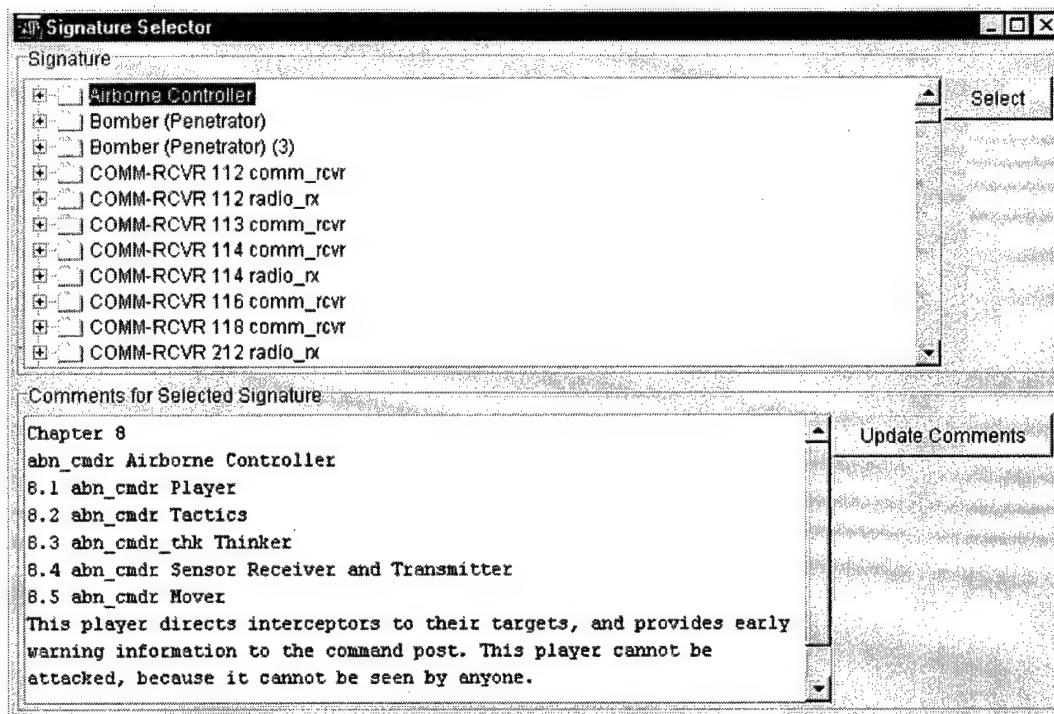 Signature Selector
Signature
Airborne Controller
Select
Bomber (Penetrator)
Bomber (Penetrator) (3)
COMM-RCVR 112 comm_rcvr
COMM-RCVR 112 radio_rx
COMM-RCVR 113 comm_rcvr
COMM-RCVR 114 comm_rcvr
COMM-RCVR 114 radio_rx
COMM-RCVR 116 comm_rcvr
COMM-RCVR 118 comm_rcvr
COMM-RCVR 212 radio_rx
Comments for Selected Signature
Chapter 8
Update Comments
abn_cmdr Airborne Controller
8.1 abn_cmdr Player
8.2 abn_cmdr Tactics
8.3 abn_cmdr_thk Thinker
8.4 abn_cmdr Sensor Receiver and Transmitter
8.5 abn_cmdr Mover
This player directs interceptors to their targets, and provides early
warning information to the command post. This player cannot be
attacked, because it cannot be seen by anyone.